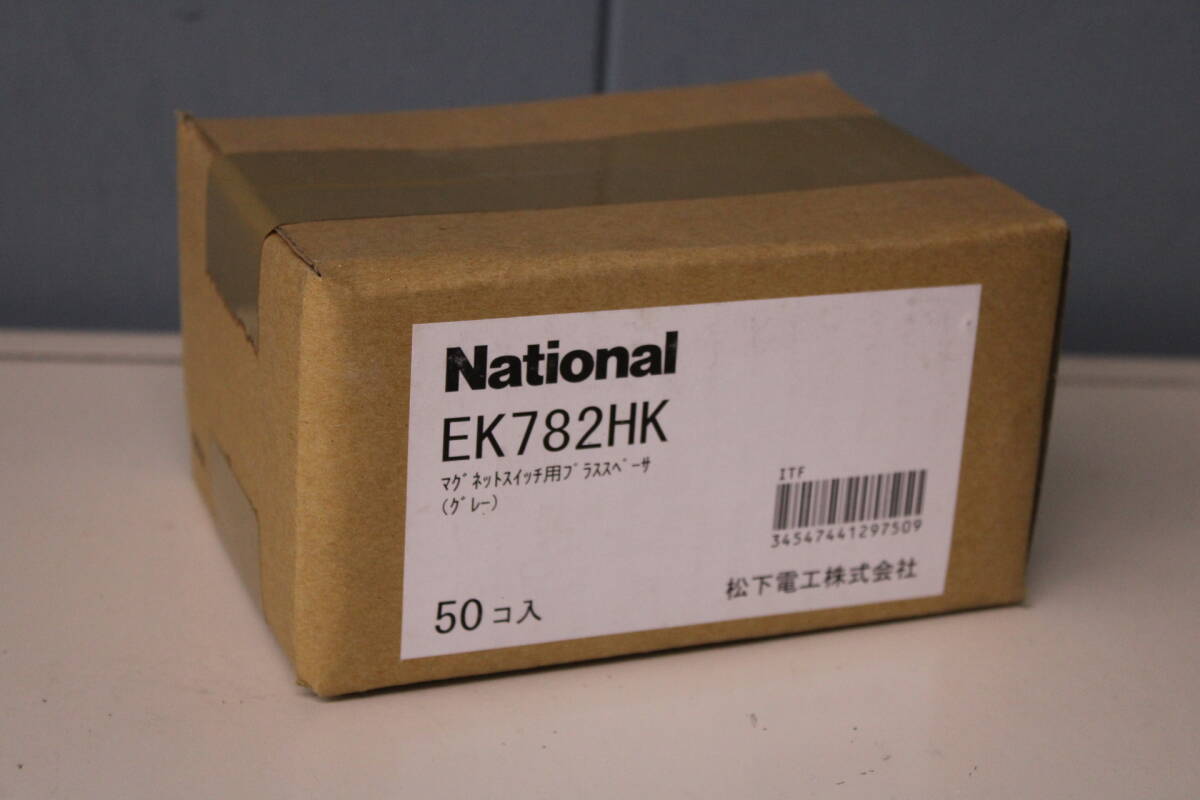 National
EK782HK
ﾏｸﾞﾈｯﾄｽｲｯﾁ用ﾌﾟﾗｽｽﾍﾟｰｻ
(ｸﾞﾚｰ)
ITF
34547441297509
50コ入
松下電工株式会社